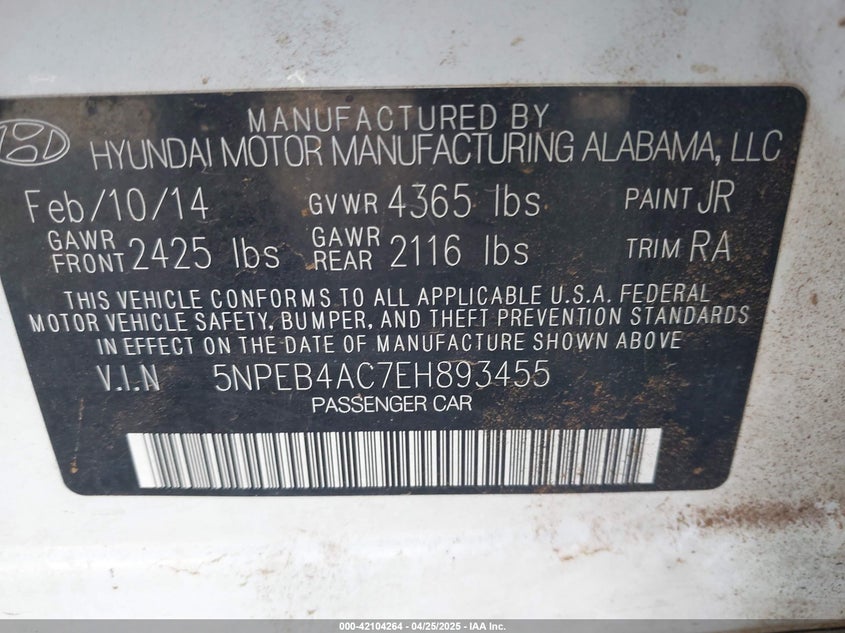 MANUFACTURED BY
HYUNDAI MOTOR MANUFACTURING ALABAMA, LLC
Feb/10/14 GVWR 4365 lbs PAINT JR
GAWR FRONT 2425 lbs GAWR REAR 2116 lbs TRIM RA
THIS VEHICLE CONFORMS TO ALL APPLICABLE U.S.A. FEDERAL
MOTOR VEHICLE SAFETY, BUMPER, AND THEFT PREVENTION STANDARDS
IN EFFECT ON THE DATE OF MANUFACTURE SHOWN ABOVE
V.I.N 5NPEB4AC7EH893455
PASSENGER CAR
000-42104264 - 04/25/2025 - IAA Inc.